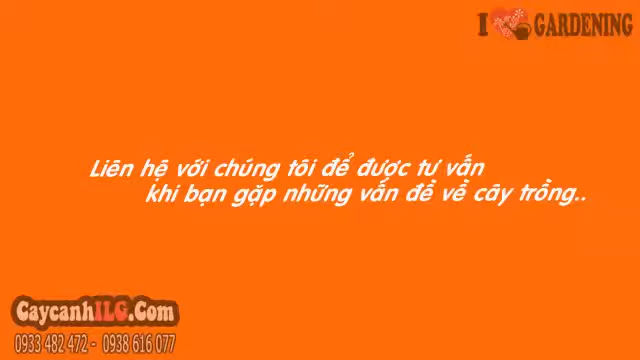 I GARDENING
Liên hệ với chúng tôi để được tư vấn
khi bạn gặp những vấn đề về cây trồng..
CaycanhILG.Com
0933 482 472 - 0938 616 077